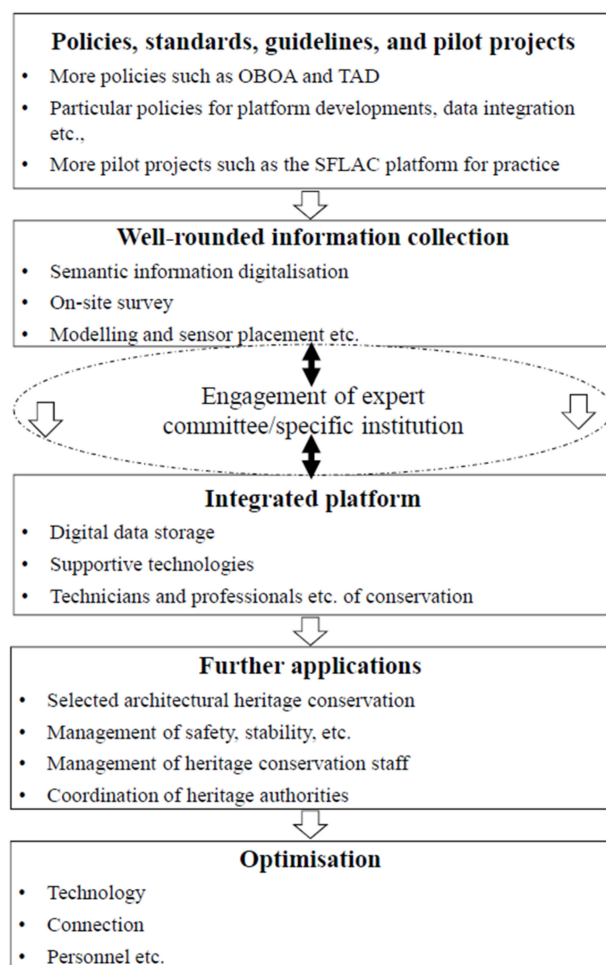 Policies, standards, guidelines, and pilot projects
• More policies such as OBOA and TAD
• Particular policies for platform developments, data integration
etc.,
• More pilot projects such as the SFLAC platform for practice
Well-rounded information collection
• Semantic information digitalisation
• On-site survey
• Modelling and sensor placement etc.
Engagement of expert
committee/specific institution
Integrated platform
• Digital data storage
• Supportive technologies
• Technicians and professionals etc. of conservation
Further applications
• Selected architectural heritage conservation
• Management of safety, stability, etc.
• Management of heritage conservation staff
• Coordination of heritage authorities
Optimisation
• Technology
• Connection
• Personnel etc.